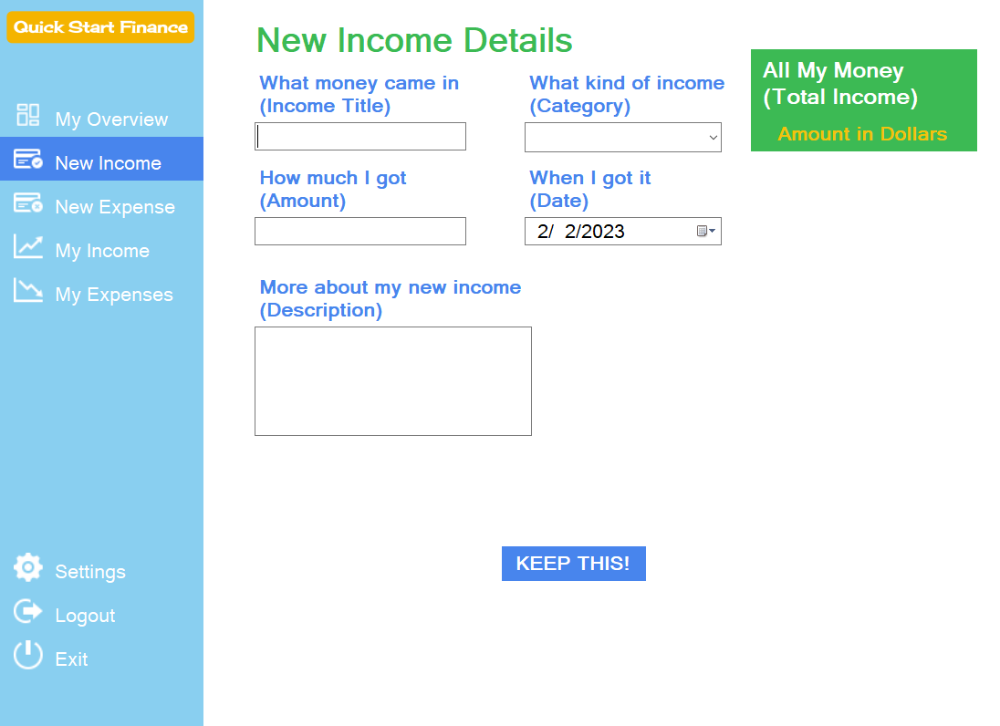 Quick Start Finance
My Overview
New Income
New Expense
My Income
My Expenses
Settings
Logout
Exit
New Income Details
What money came in
(Income Title)
What kind of income
(Category)
How much I got
(Amount)
When I got it
(Date)
2/ 2/2023
More about my new income
(Description)
KEEP THIS!
All My Money
(Total Income)
Amount in Dollars